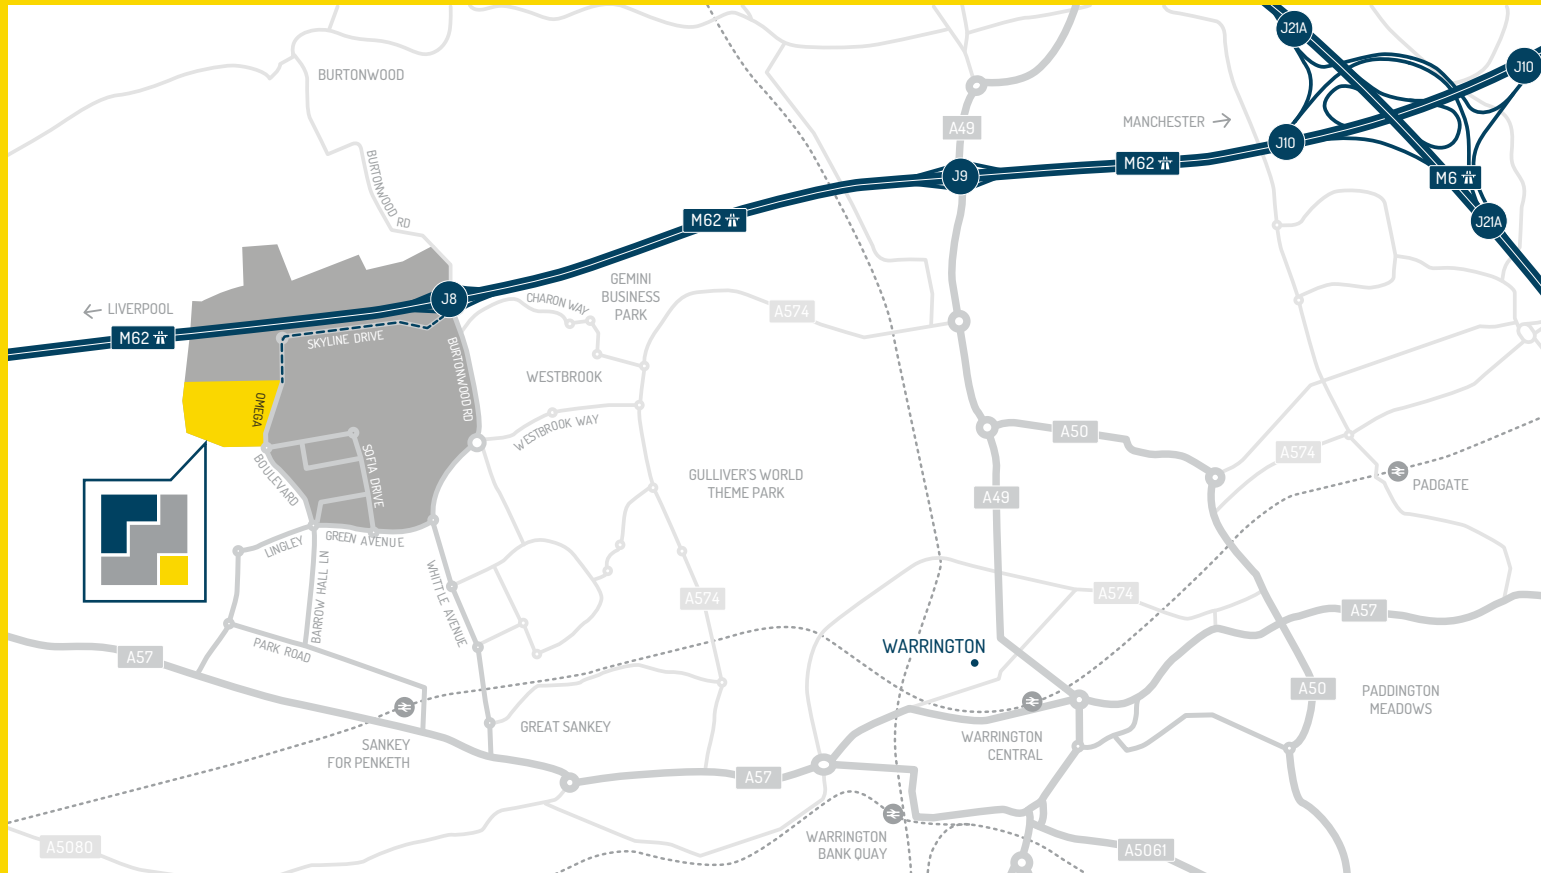 J21A
J10
BURTONWOOD
A49
MANCHESTER
J10
BURTONWOOD RD
J9
M62
M6
M62
J21A
GEMINI
BUSINESS
PARK
LIVERPOOL
J8
CHARON WAY
A574
M62
SKYLINE DRIVE
BURTONWOOD RD
WESTBROOK
OMEGA
BOULEVARD
WESTBROOK WAY
A50
SOFIA DRIVE
A574
GULLIVER'S WORLD
THEME PARK
PADGATE
A49
LINGLEY
GREEN AVENUE
BARROW HALL LN
WHITTLE AVENUE
A574
A574
A57
PARK ROAD
WARRINGTON
A57
A50
PADDINGTON
MEADOWS
GREAT SANKEY
SANKEY
FOR PENKETH
WARRINGTON
CENTRAL
A57
WARRINGTON
BANK QUAY
A5080
A5061